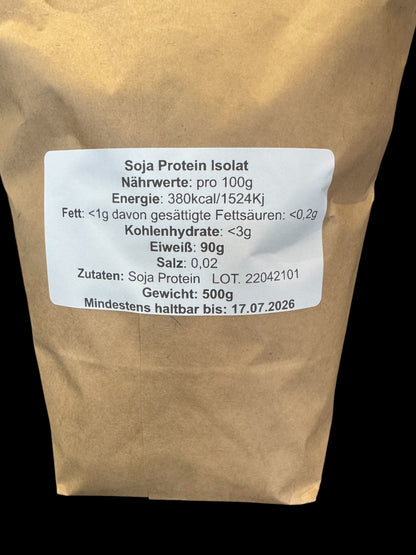 Soja Protein Isolat
Nährwerte: pro 100g
Energie: 380kcal/1524Kj
Fett: <1g davon gesättigte Fettsäuren: <0,2g
Kohlenhydrate: <3g
Eiweiß: 90g
Salz: 0,02
Zutaten: Soja Protein LOT. 22042101
Gewicht: 500g
Mindestens haltbar bis: 17.07.2026